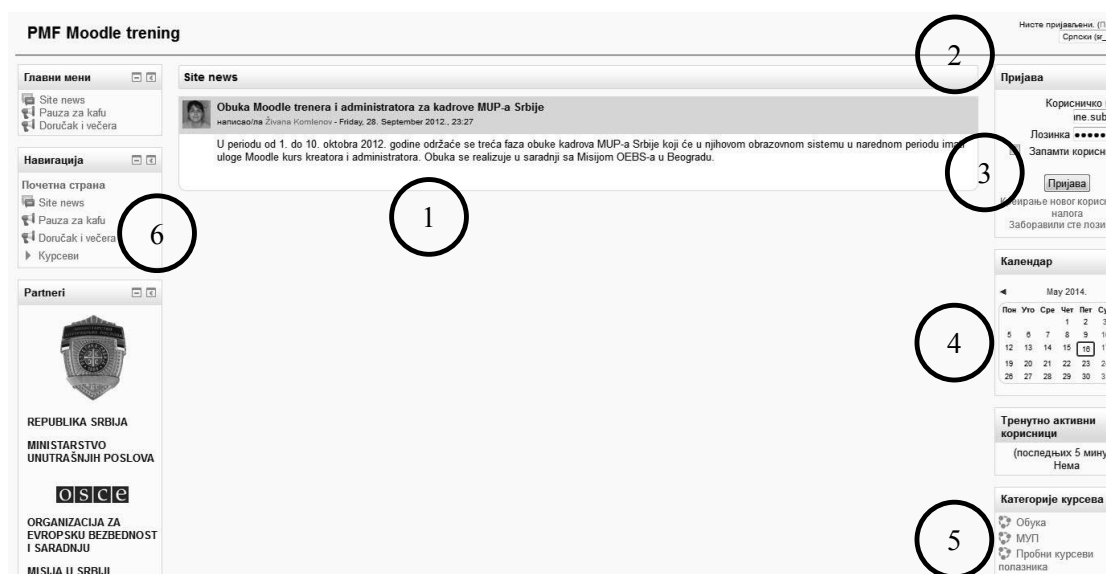 PMF Moodle trening
Нисте пријављени. (П
Српски (sr_
2
Главни мени
Site news
Pauza za kafu
Doručak i večera
Навигација
Почетна страна
Site news
Pauza za kafu
Doručak i večera
Курсеви
6
Partneri
REPUBLIKA SRBIJA
MINISTARSTVO
UNUTRAŠNJIH POSLOVA
osce
ORGANIZACIJA ZA
EVROPSKU BEZBEDNOST
I SARADNJU
MISIJA U SRBIJI
Site news
Obuka Moodle trenera i administratora za kadrove MUP-a Srbije
написао/ла Živana Komlenov - Friday, 28. September 2012., 23:27
U periodu od 1. do 10. oktobra 2012. godine održaće se treća faza obuke kadrova MUP-a Srbije koji će u njihovom obrazovnom sistemu u narednom periodu imati
uloge Moodle kurs kreatora i administratora. Obuka se realizuje u saradnji sa Misijom OEBS-a u Beogradu.
1
Пријава
Корисничко
ine.sub
Лозинка
Запамти корисн
3
Пријава
налога
Заборавили сте лози
Календар
◄ May 2014.
Пон Уто Сре Чет Пет Су
1 2 3
5 6 7 8 9 10
12 13 14 15 16 1
19 20 21 22 23 2
26 27 28 29 30 3
4
Тренутно активни
корисници
(последњих 5 мину
Нема
Категорије курсева
Обука
МУП
Пробни курсеви
полазника
5